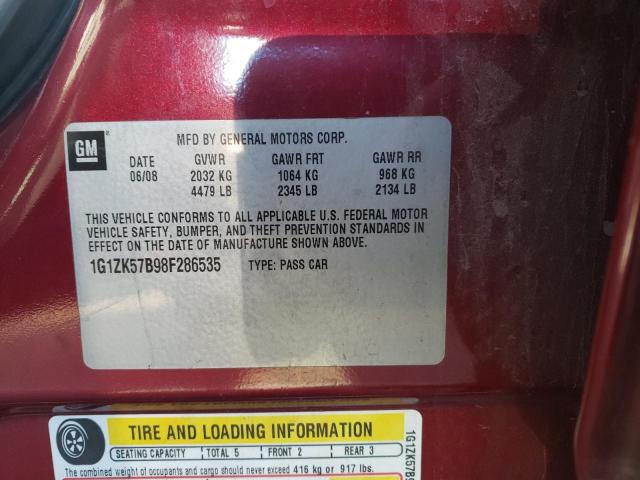 GM
MFD BY GENERAL MOTORS CORP.
DATE GVWR GAWR FRT GAWR RR
06/08 2032 KG 1064 KG 968 KG
4479 LB 2345 LB 2134 LB
THIS VEHICLE CONFORMS TO ALL APPLICABLE U.S. FEDERAL MOTOR
VEHICLE SAFETY, BUMPER, AND THEFT PREVENTION STANDARDS IN
EFFECT ON THE DATE OF MANUFACTURE SHOWN ABOVE.
1G1ZK57B98F286535 TYPE: PASS CAR
TIRE AND LOADING INFORMATION
SEATING CAPACITY TOTAL 5 FRONT 2 REAR 3
The combined weight of occupants and cargo should never exceed 416 kg or 917 lbs.
1G1ZK57B9